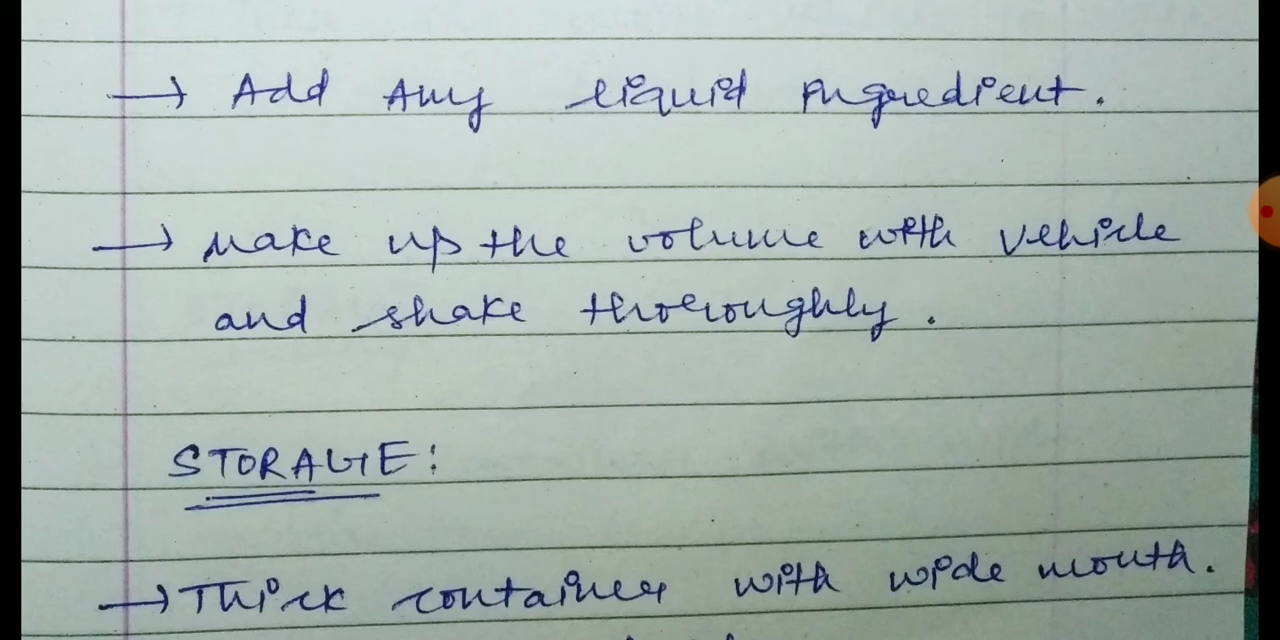 → Add Any liquid ingredient.
→ Make up the volume with vehicle
and shake thoroughly.
STORAGE:
→ Thick container with wide mouth.